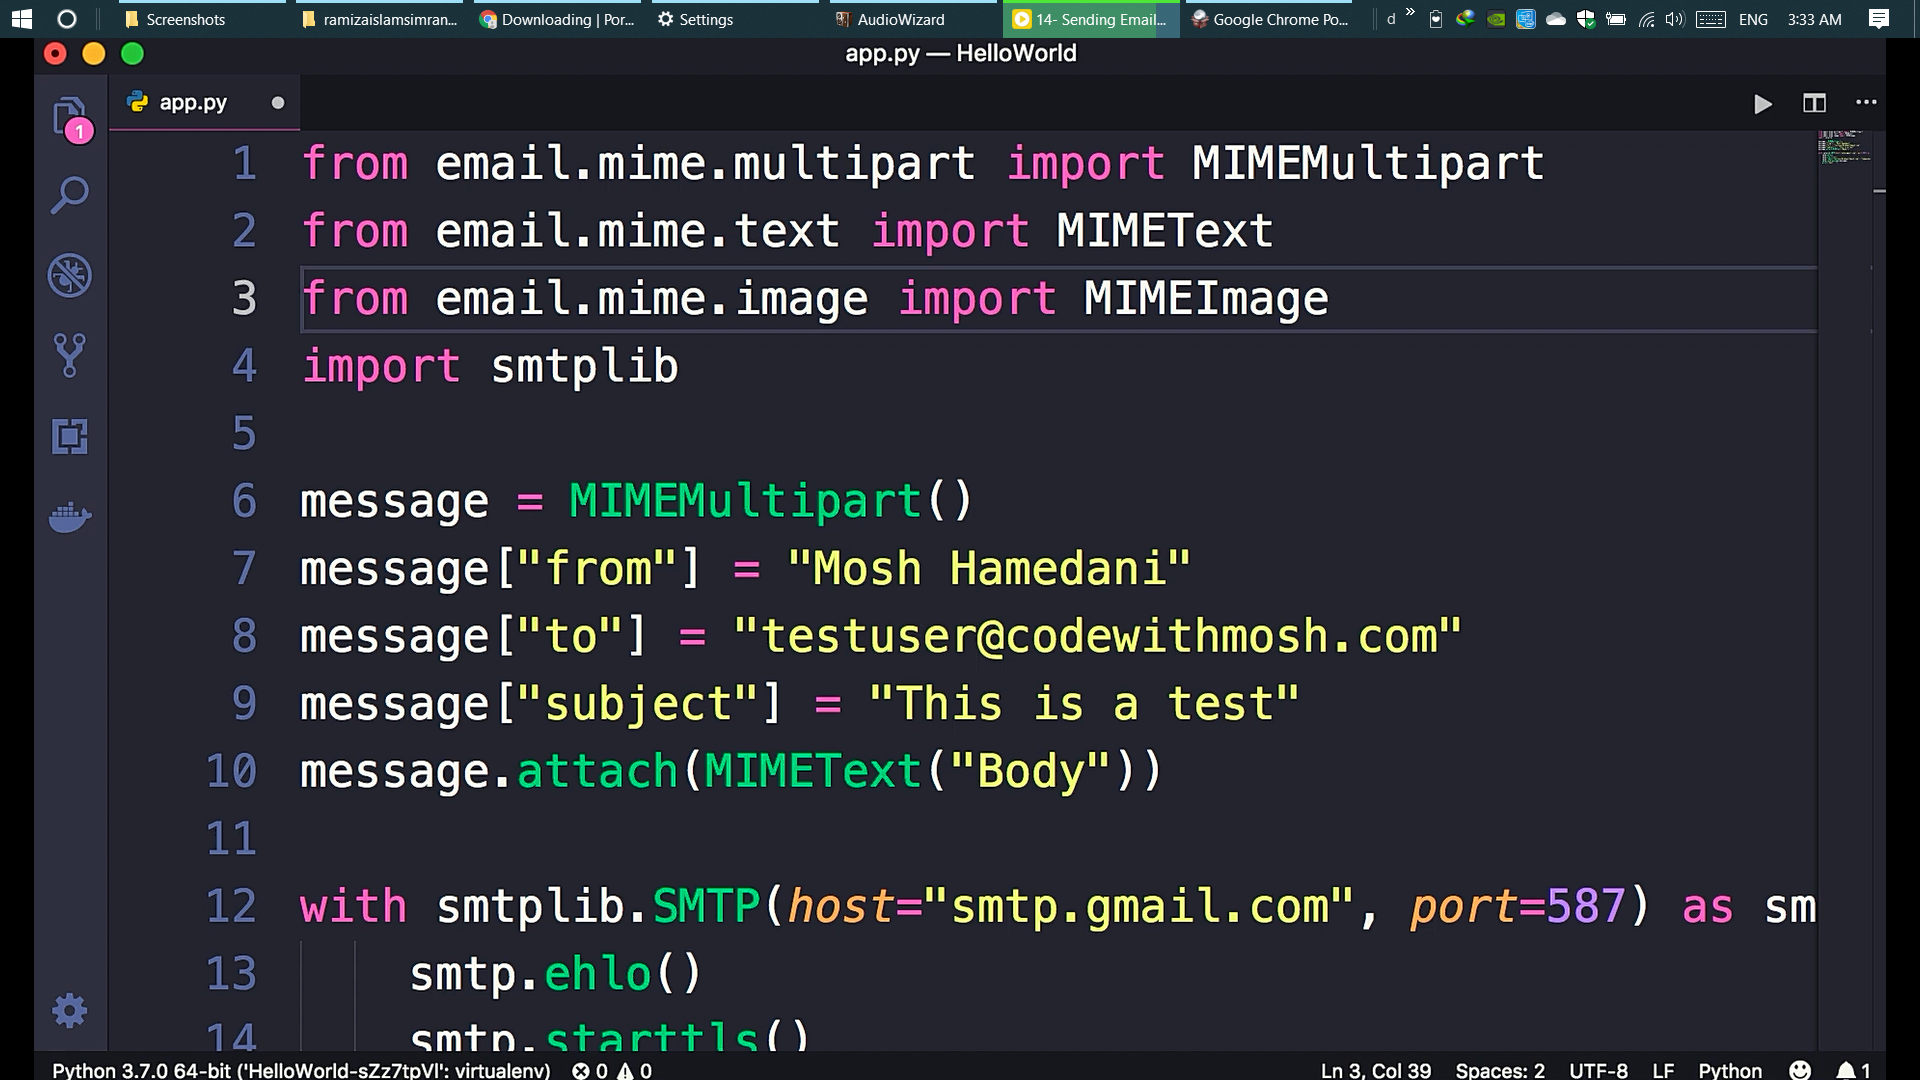 Screenshots ramizaislamsimran... Downloading | Por... Settings AudioWizard 14- Sending Email... Google Chrome Po... d » ENG 3:33 AM
app.py — HelloWorld
app.py
1
1 from email.mime.multipart import MIMEMultipart
2 from email.mime.text import MIMEText
3 from email.mime.image import MIMEImage
4 import smtplib
5
6 message = MIMEMultipart()
7 message["from"] = "Mosh Hamedani"
8 message["to"] = "testuser@codewithmosh.com"
9 message["subject"] = "This is a test"
10 message.attach(MIMEText("Body"))
11
12 with smtplib.SMTP(host="smtp.gmail.com", port=587) as sm
13 smtp.ehlo()
14 smtp.starttls()
Python 3.7.0 64-bit ('HelloWorld-sZz7tpVl': virtualenv) 0 0 Ln 3, Col 39 Spaces: 2 UTF-8 LF Python 1